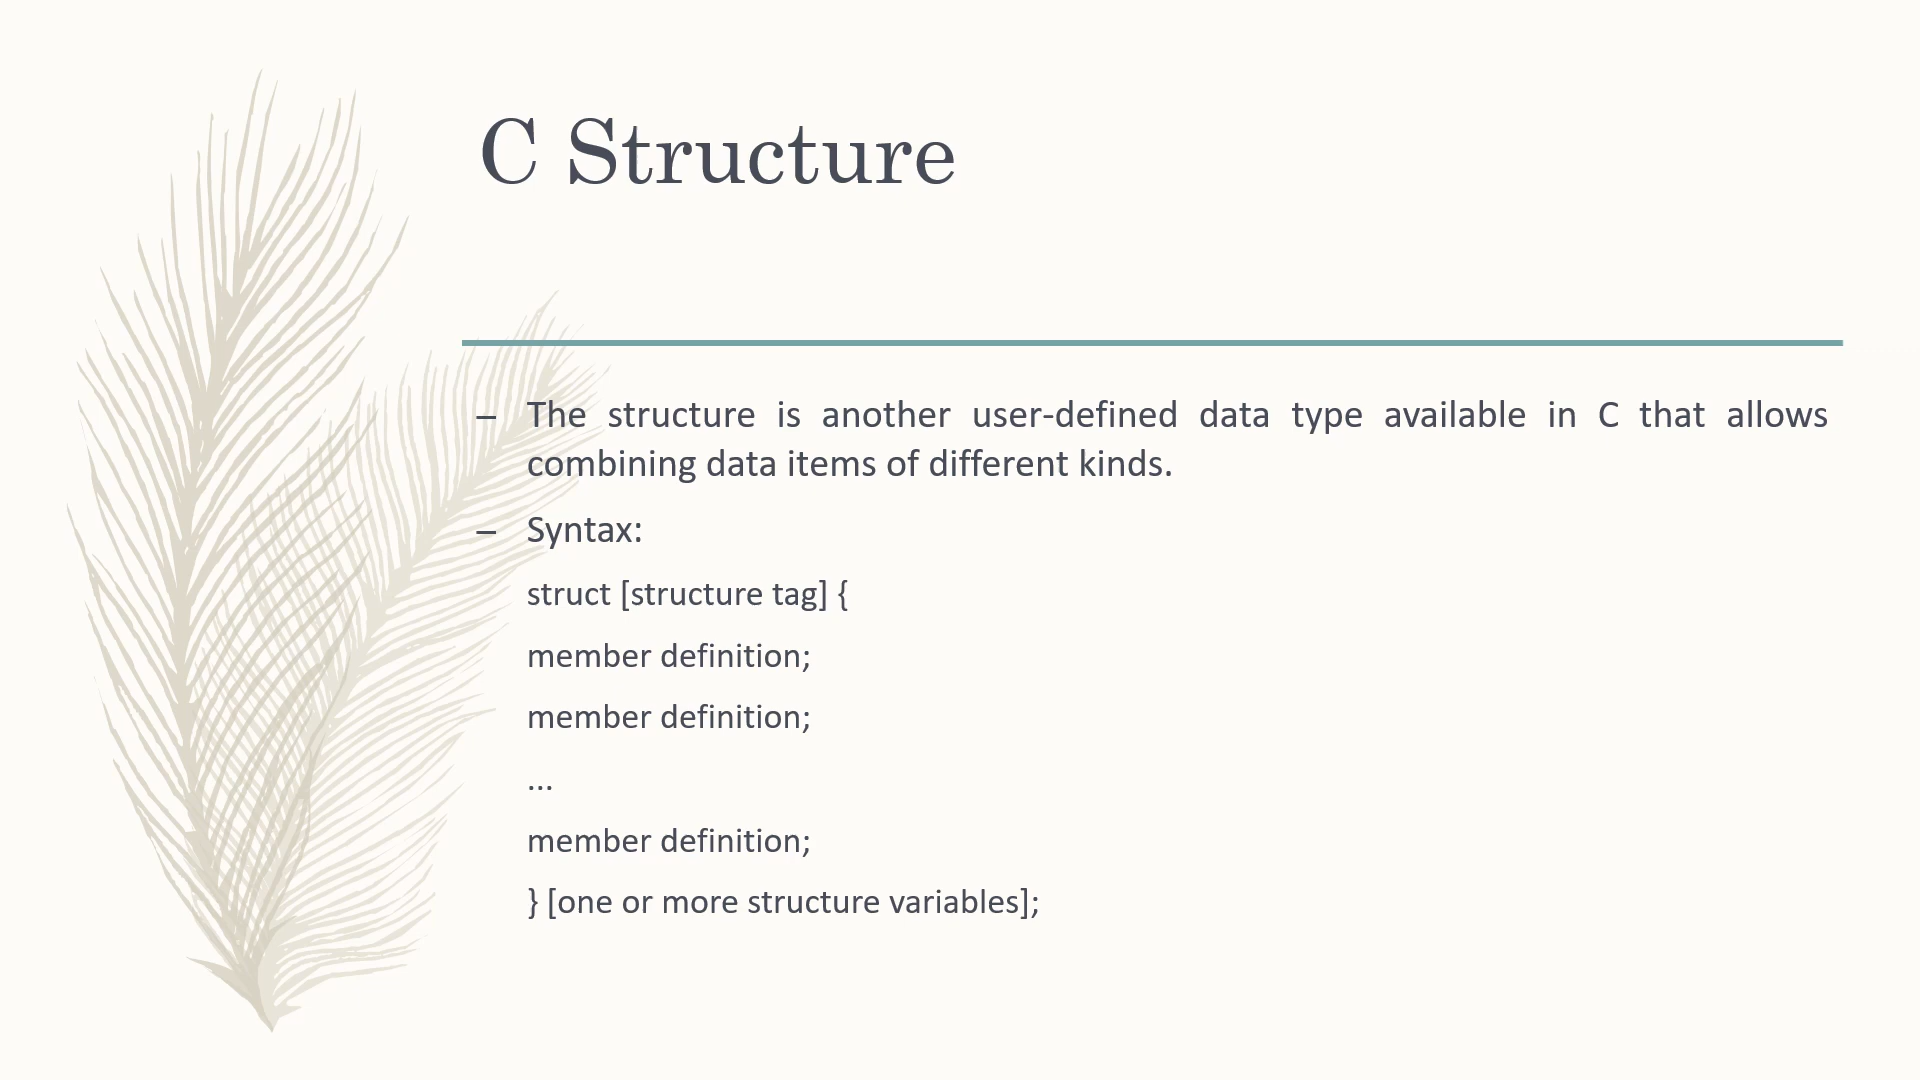 C Structure
– The structure is another user-defined data type available in C that allows
combining data items of different kinds.
– Syntax:
struct [structure tag] {
member definition;
member definition;
...
member definition;
} [one or more structure variables];